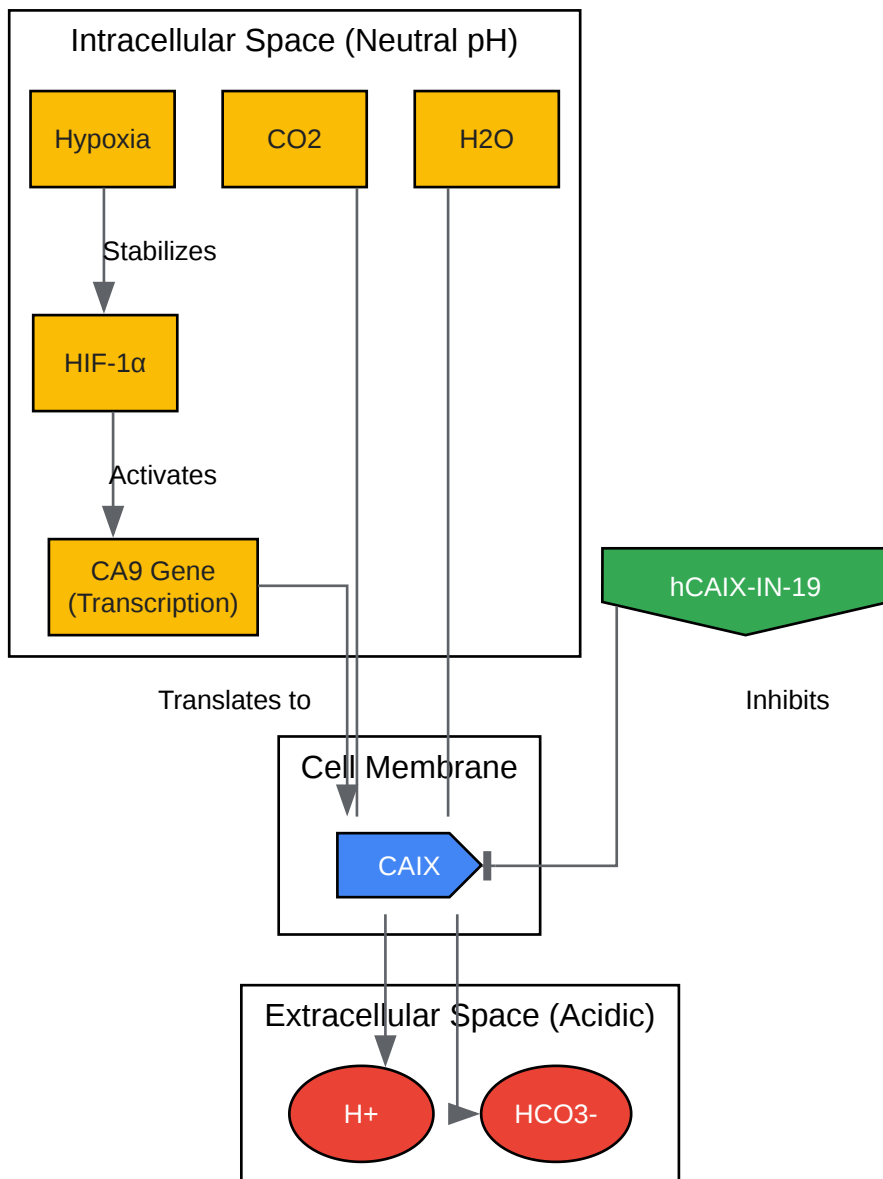 Intracellular Space (Neutral pH)
Hypoxia
CO2
H2O
Stabilizes
HIF-1α
Activates
CA9 Gene
(Transcription)
hCAIX-IN-19
Translates to
Inhibits
Cell Membrane
CAIX
Extracellular Space (Acidic)
H+
HCO3-